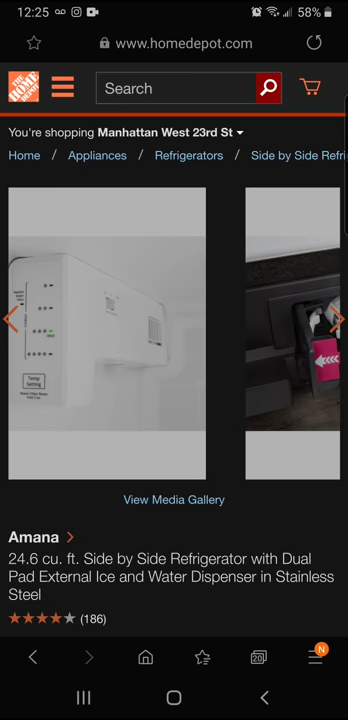 12:25
58%
www.homedepot.com
THE HOME DEPOT
Search
You're shopping Manhattan West 23rd St
Home / Appliances / Refrigerators / Side by Side Refri
Temp
Setting
View Media Gallery
Amana
24.6 cu. ft. Side by Side Refrigerator with Dual
Pad External Ice and Water Dispenser in Stainless
Steel
(186)
20
N